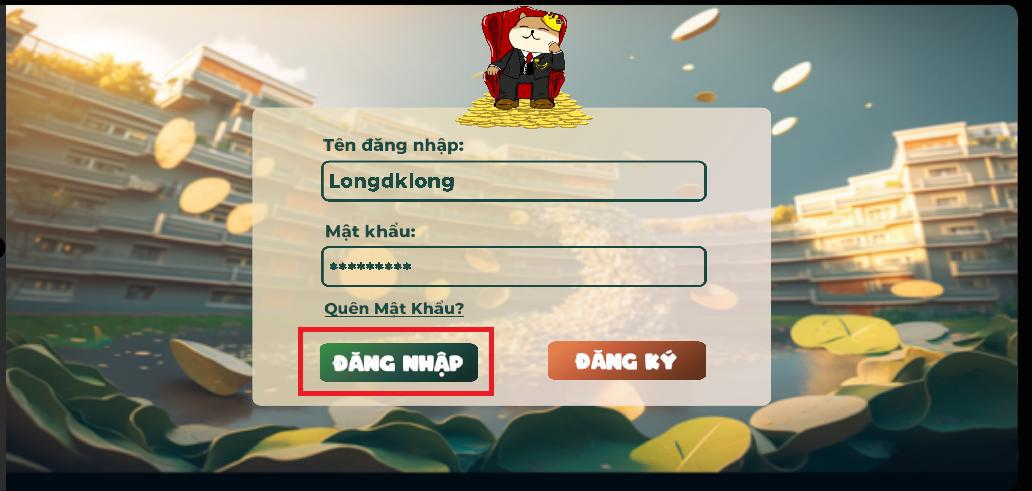 Tên đăng nhập:
Longdklong
Mật khẩu:
*********
Quên Mật Khẩu?
ĐĂNG NHẬP
ĐĂNG KÝ